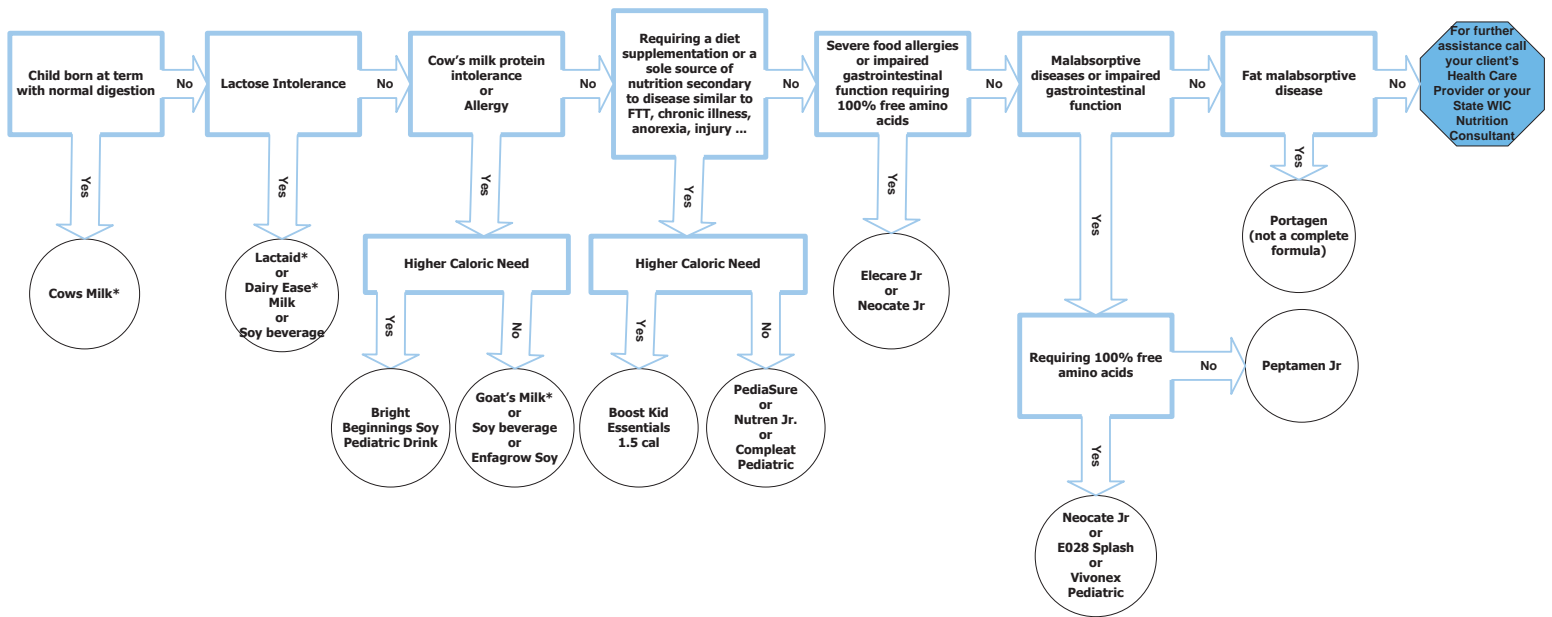 Child born at term
with normal digestion
No
Lactose Intolerance
No
Cow's milk protein
intolerance
or
Allergy
No
Requiring a diet
supplementation or a
sole source of
nutrition secondary
to disease similar to
FTT, chronic illness,
anorexia, injury ...
No
Severe food allergies
or impaired
gastrointestinal
function requiring
100% free amino
acids
No
Malabsorptive
diseases or impaired
gastrointestinal
function
No
Fat malabsorptive
disease
No
For further
assistance call
your client's
Health Care
Provider or your
State WIC
Nutrition
Consultant
Yes
Yes
Yes
Yes
Yes
Yes
Yes
Cows Milk*
Lactaid*
or
Dairy Ease*
Milk
or
Soy beverage
Higher Caloric Need
Higher Caloric Need
Elecare Jr
or
Neocate Jr
Portagen
(not a complete
formula)
Yes
No
Yes
No
Bright
Beginnings Soy
Pediatric Drink
Goat's Milk*
or
Soy beverage
or
Enfagrow Soy
Boost Kid
Essentials
1.5 cal
PediaSure
or
Nutren Jr.
or
Compleat
Pediatric
Requiring 100% free
amino acids
No
Peptamen Jr
Yes
Neocate Jr
or
E028 Splash
or
Vivonex
Pediatric